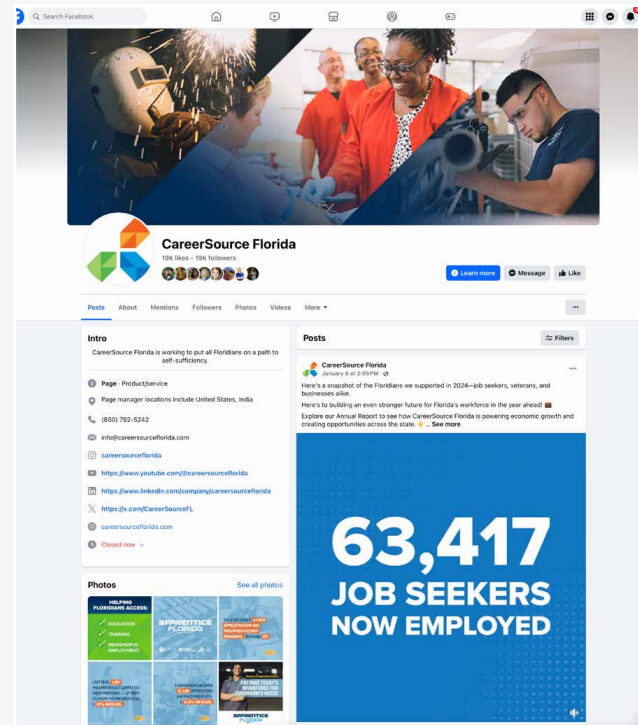 Search Facebook
CareerSource Florida
19K likes • 19K followers
Learn more
Message
Like
Posts
About
Mentions
Followers
Photos
Videos
More
Intro
CareerSource Florida is working to put all Floridians on a path to
self-sufficiency.
Page · Product/service
Page manager locations include United States, India
(850) 792-5242
info@careersourceflorida.com
careersourceflorida
https://www.youtube.com/@careersourceflorida
https://www.linkedin.com/company/careersourceflorida
https://x.com/CareerSourceFL
careersourceflorida.com
Closed now
Photos
See all photos
HELPING
FLORIDIANS ACCESS:
EDUCATION
TRAINING
MEANINGFUL
EMPLOYMENT
APPRENTICE
FLORIDA
PREPARE TODAY'S
WORKFORCE FOR
TOMORROW'S NEEDS
APPRENTICE
Posts
Filters
CareerSource Florida
January 8 at 2:05 PM ·
Here's a snapshot of the Floridians we supported in 2024—job seekers, veterans, and
businesses alike.
Here's to building an even stronger future for Florida's workforce in the year ahead!
Explore our Annual Report to see how CareerSource Florida is powering economic growth and
creating opportunities across the state. ... See more
63,417
JOB SEEKERS
NOW EMPLOYED